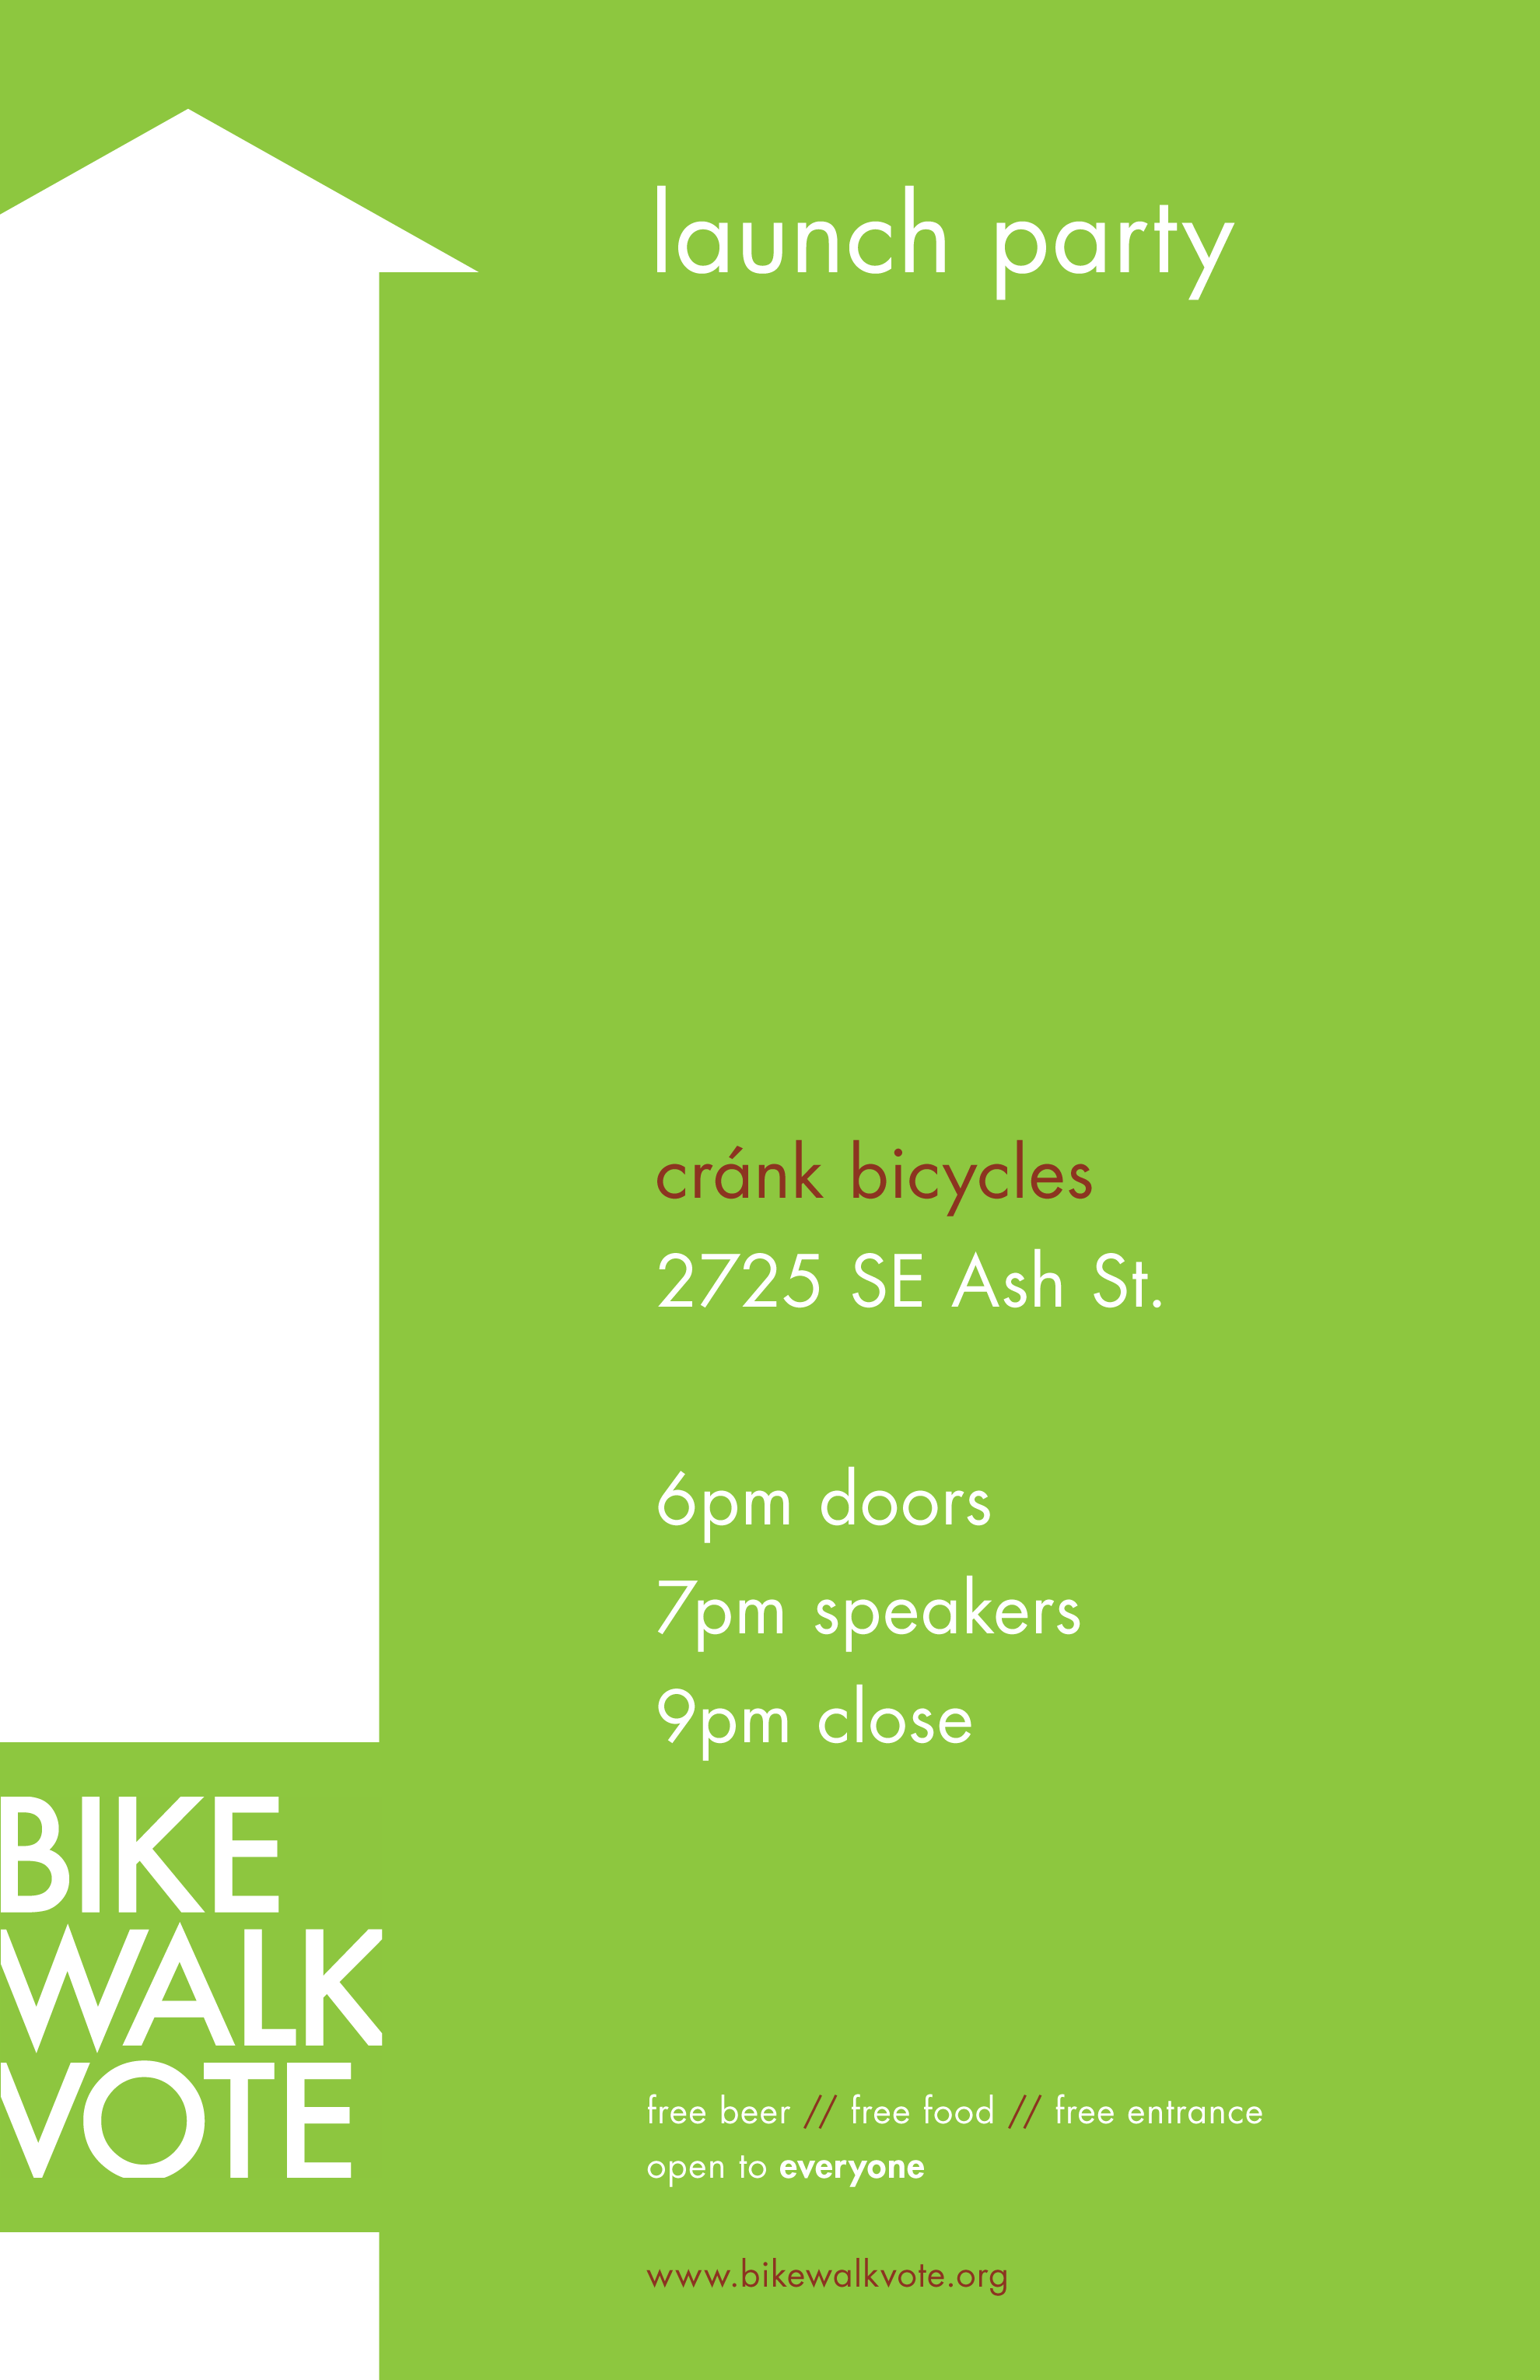 launch party
cránk bicycles
2725 SE Ash St.
6pm doors
7pm speakers
9pm close
BIKE
WALK
VOTE
free beer // free food // free entrance
open to everyone
www.bikewalkvote.org